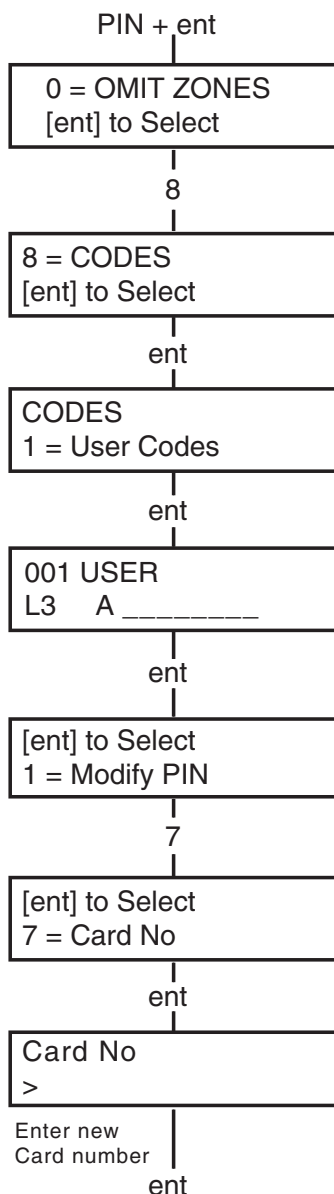 PIN + ent
0 = OMIT ZONES
[ent] to Select
8
8 = CODES
[ent] to Select
ent
CODES
1 = User Codes
ent
001 USER
L3 A ________
ent
[ent] to Select
1 = Modify PIN
7
[ent] to Select
7 = Card No
ent
Card No
>
Enter new
Card number
ent